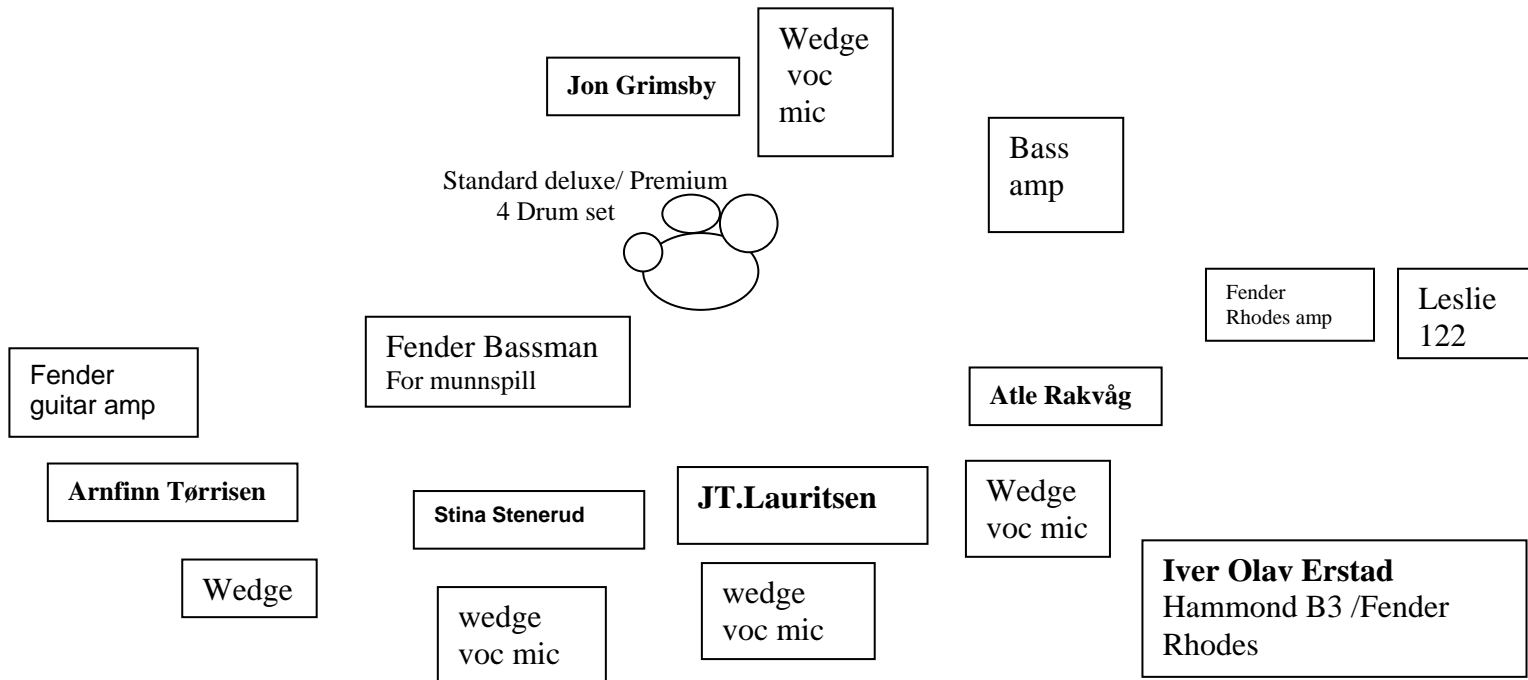 Wedge
voc
mic
Jon Grimsby
Bass
amp
Standard deluxe/ Premium
4 Drum set
Fender
Rhodes amp
Leslie
122
Fender Bassman
For munnspill
Fender
guitar amp
Atle Rakvåg
Arnfinn Tørrisen
Stina Stenerud
JT.Lauritsen
Wedge
voc mic
Wedge
wedge
voc mic
wedge
voc mic
Iver Olav Erstad
Hammond B3 /Fender
Rhodes